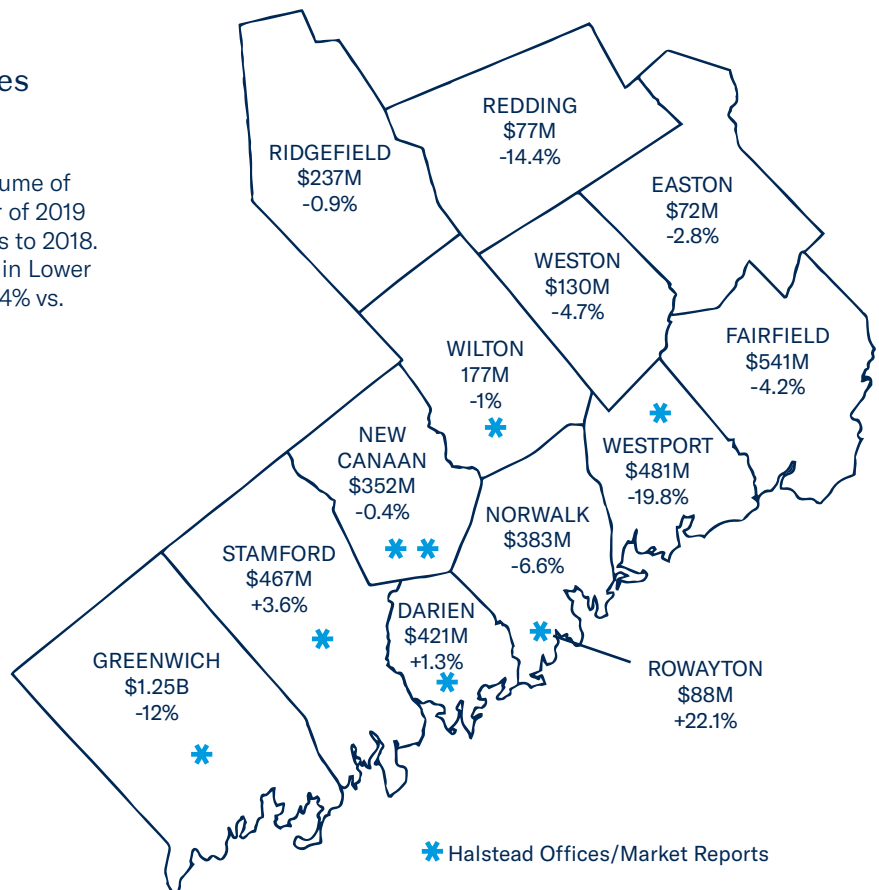 es
ume of
r of 2019
s to 2018.
in Lower
4% vs.
RIDGEFIELD
$237M
-0.9%
REDDING
$77M
-14.4%
EASTON
$72M
-2.8%
WESTON
$130M
-4.7%
FAIRFIELD
$541M
-4.2%
WILTON
177M
-1%
WESTPORT
$481M
-19.8%
NEW
CANAAN
$352M
-0.4%
NORWALK
$383M
-6.6%
STAMFORD
$467M
+3.6%
DARIEN
$421M
+1.3%
GREENWICH
$1.25B
-12%
ROWAYTON
$88M
+22.1%
Halstead Offices/Market Reports